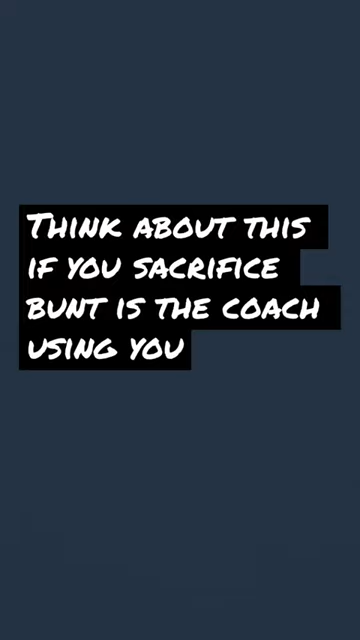 Think about this
if you sacrifice
bunt is the coach
using you